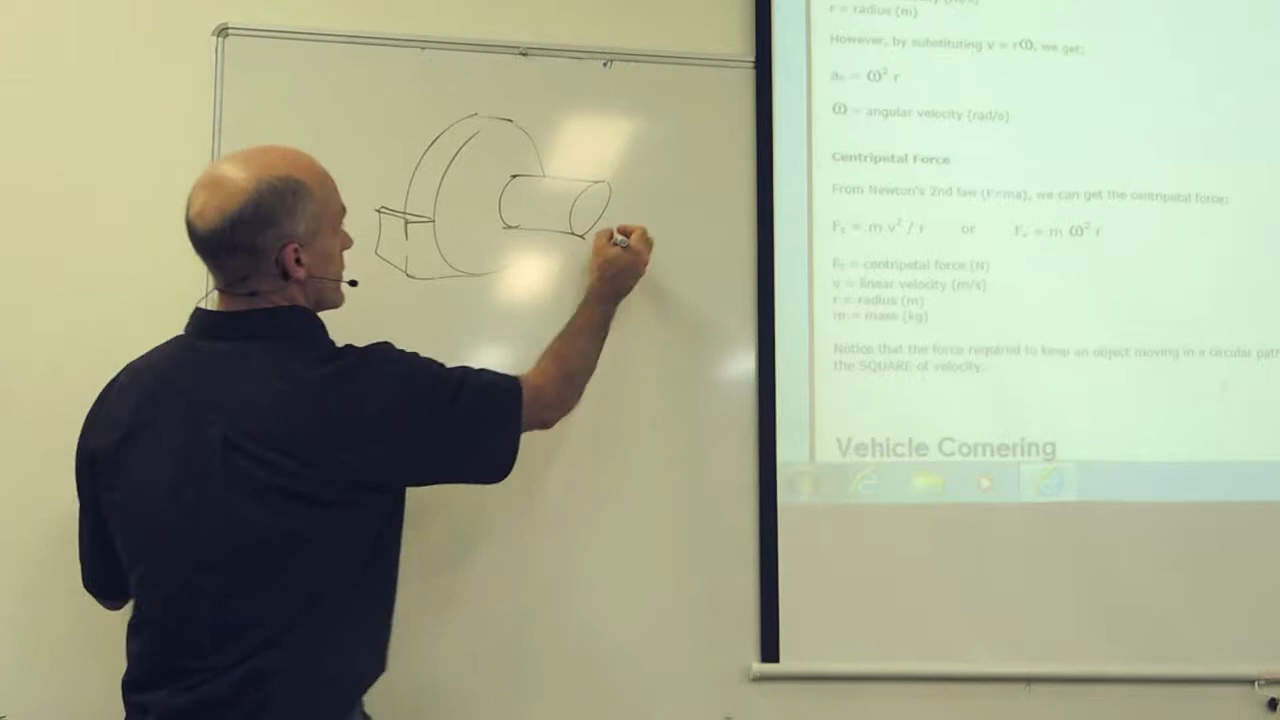 r = radius (m)
However, by substituting v = rω, we get:
aₑ = ω² r
ω = angular velocity (rad/s)
Centripetal Force
From Newton's 2nd law (F=ma), we can get the centripetal force:
F꜀ = m v² / r or F꜀ = m ω² r
F꜀ = centripetal force (N)
v = linear velocity (m/s)
r = radius (m)
m = mass (kg)
Notice that the force required to keep an object moving in a circular path
the SQUARE of velocity.
Vehicle Cornering